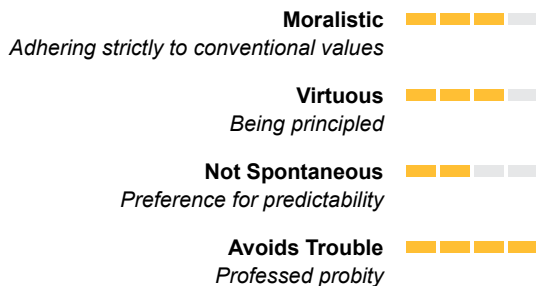 Moralistic
Adhering strictly to conventional values
Virtuous
Being principled
Not Spontaneous
Preference for predictability
Avoids Trouble
Professed probity